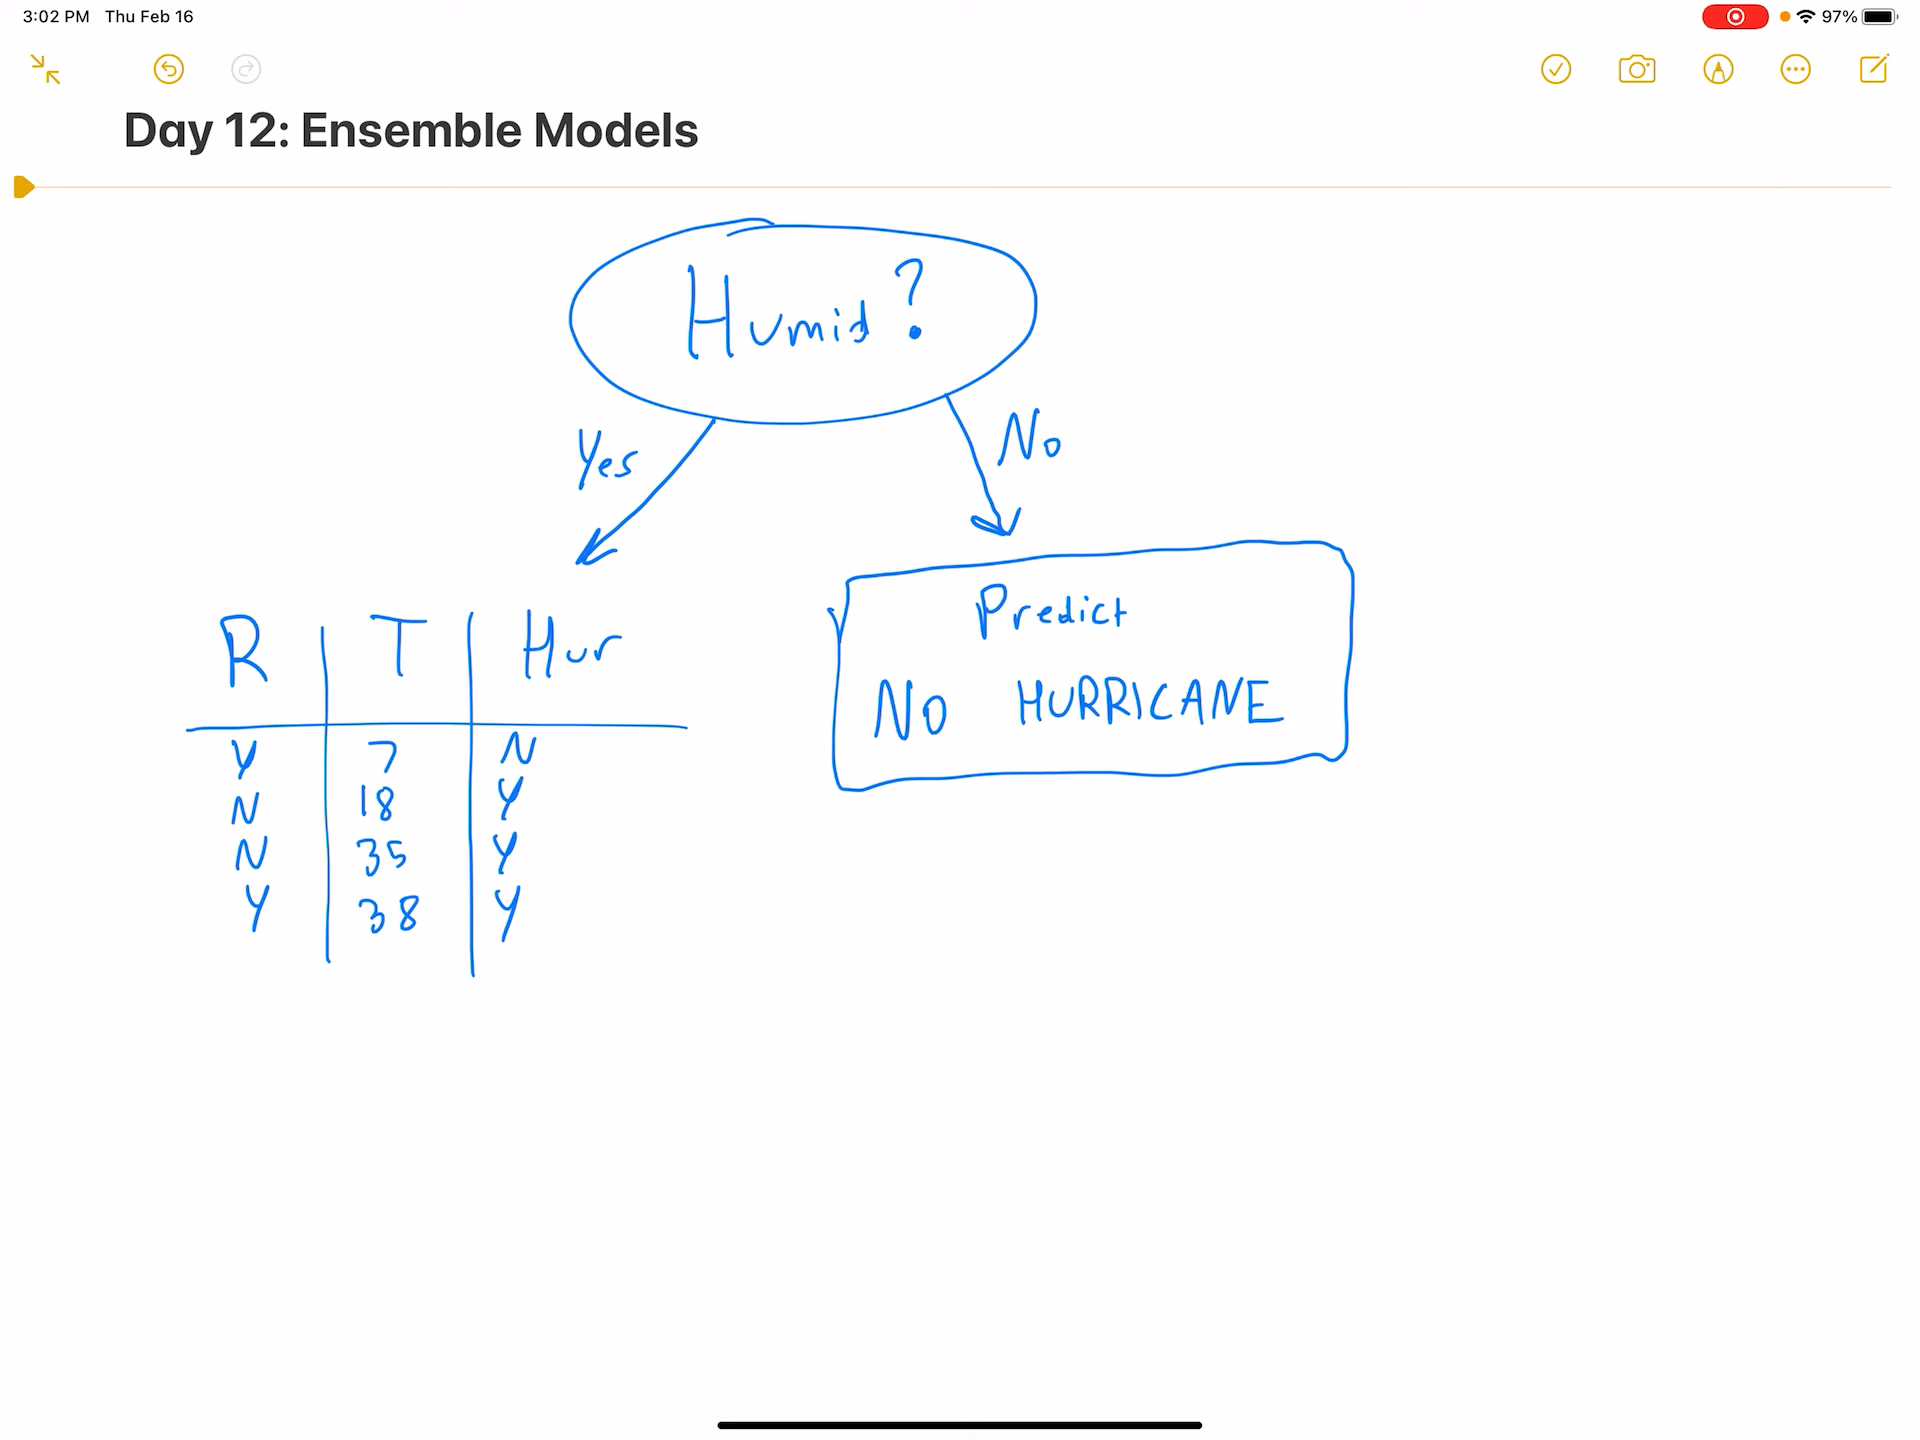 3:02 PM Thu Feb 16 97%
Day 12: Ensemble Models
Humid?
Yes
No
R T Hur
Y 7 N
N 18 Y
N 35 Y
Y 38 Y
Predict
NO HURRICANE